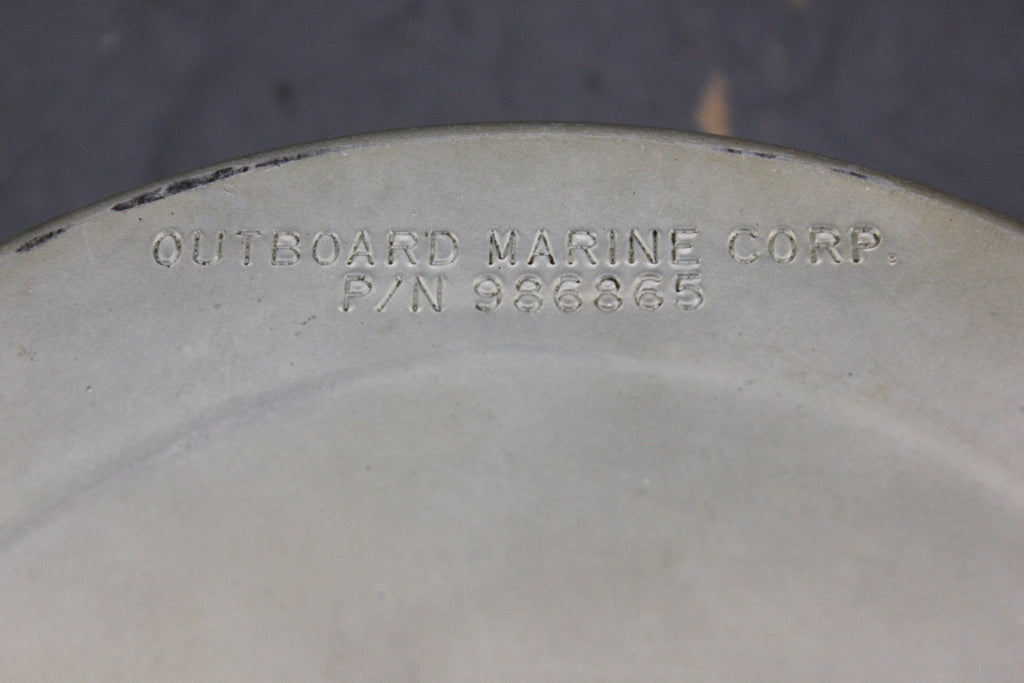 OUTBOARD MARINE CORP.
P/N 986865